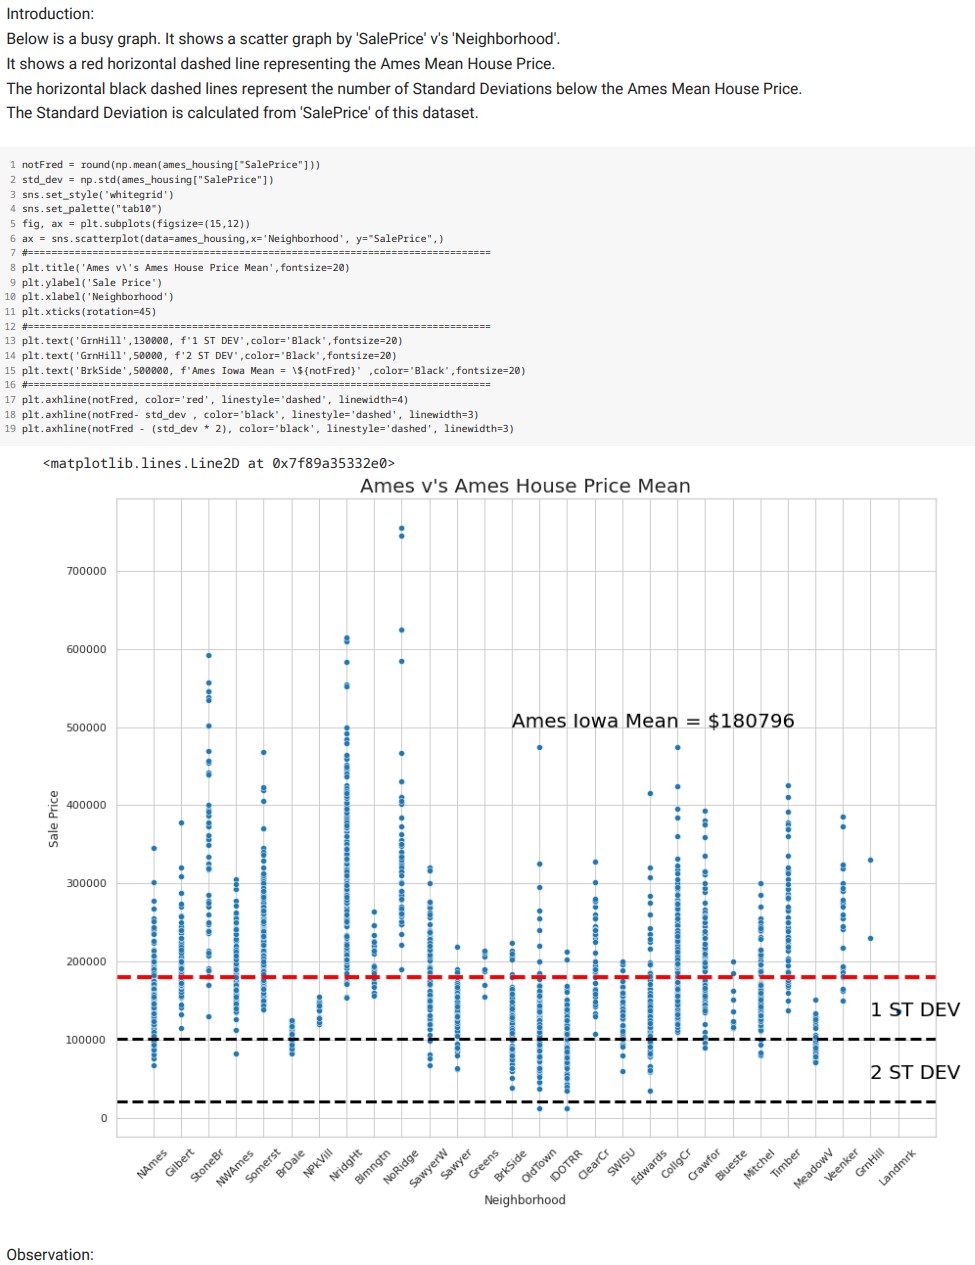 Introduction:
Below is a busy graph. It shows a scatter graph by 'SalePrice' v's 'Neighborhood'.
It shows a red horizontal dashed line representing the Ames Mean House Price.
The horizontal black dashed lines represent the number of Standard Deviations below the Ames Mean House Price.
The Standard Deviation is calculated from 'SalePrice' of this dataset.
1 notFred = round(np.mean(ames_housing["SalePrice"]))
2 std_dev = np.std(ames_housing["SalePrice"])
3 sns.set_style('whitegrid')
4 sns.set_palette("tab10")
5 fig, ax = plt.subplots(figsize=(15,12))
6 ax = sns.scatterplot(data=ames_housing,x='Neighborhood', y="SalePrice",)
7 #==============================================================================
8 plt.title('Ames v\'s Ames House Price Mean',fontsize=20)
9 plt.ylabel('Sale Price')
10 plt.xlabel('Neighborhood')
11 plt.xticks(rotation=45)
12 #==============================================================================
13 plt.text('GrnHill',130000, f'1 ST DEV',color='Black',fontsize=20)
14 plt.text('GrnHill',50000, f'2 ST DEV',color='Black',fontsize=20)
15 plt.text('BrkSide',500000, f'Ames Iowa Mean = \${notFred}' ,color='Black',fontsize=20)
16 #==============================================================================
17 plt.axhline(notFred, color='red', linestyle='dashed', linewidth=4)
18 plt.axhline(notFred- std_dev , color='black', linestyle='dashed', linewidth=3)
19 plt.axhline(notFred - (std_dev * 2), color='black', linestyle='dashed', linewidth=3)
<matplotlib.lines.Line2D at 0x7f89a35332e0>
Ames v's Ames House Price Mean
700000
600000
500000
400000
300000
200000
100000
0
Sale Price
Ames Iowa Mean = $180796
1 ST DEV
2 ST DEV
NAmes
Gilbert
StoneBr
NWAmes
Somerst
BrDale
NPkVill
NridgHt
Blmngtn
NoRidge
SawyerW
Sawyer
Greens
BrkSide
OldTown
IDOTRR
ClearCr
SWISU
Edwards
CollgCr
Crawfor
Blueste
Mitchel
Timber
MeadowV
Veenker
GrnHill
Landmrk
Neighborhood
Observation: